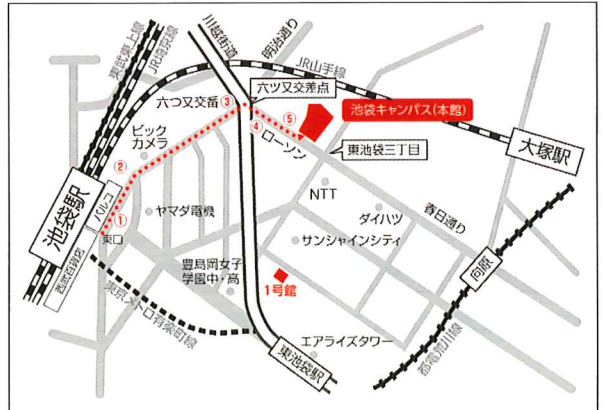 東武東上線
JR埼京線
川越街道
明治通り
JR山手線
六ツ又交差点
六つ又交番
③
④
⑤
池袋キャンパス(本館)
大塚駅
ビック
カメラ
②
ローソン
東池袋三丁目
池袋駅
パルコ
①
東口
西武百貨店
ヤマダ電機
NTT
ダイハツ
春日通り
サンシャインシティ
向原
豊島岡女子
学園中・高
1号館
東京メトロ有楽町線
エアライズタワー
東池袋駅
都電荒川線